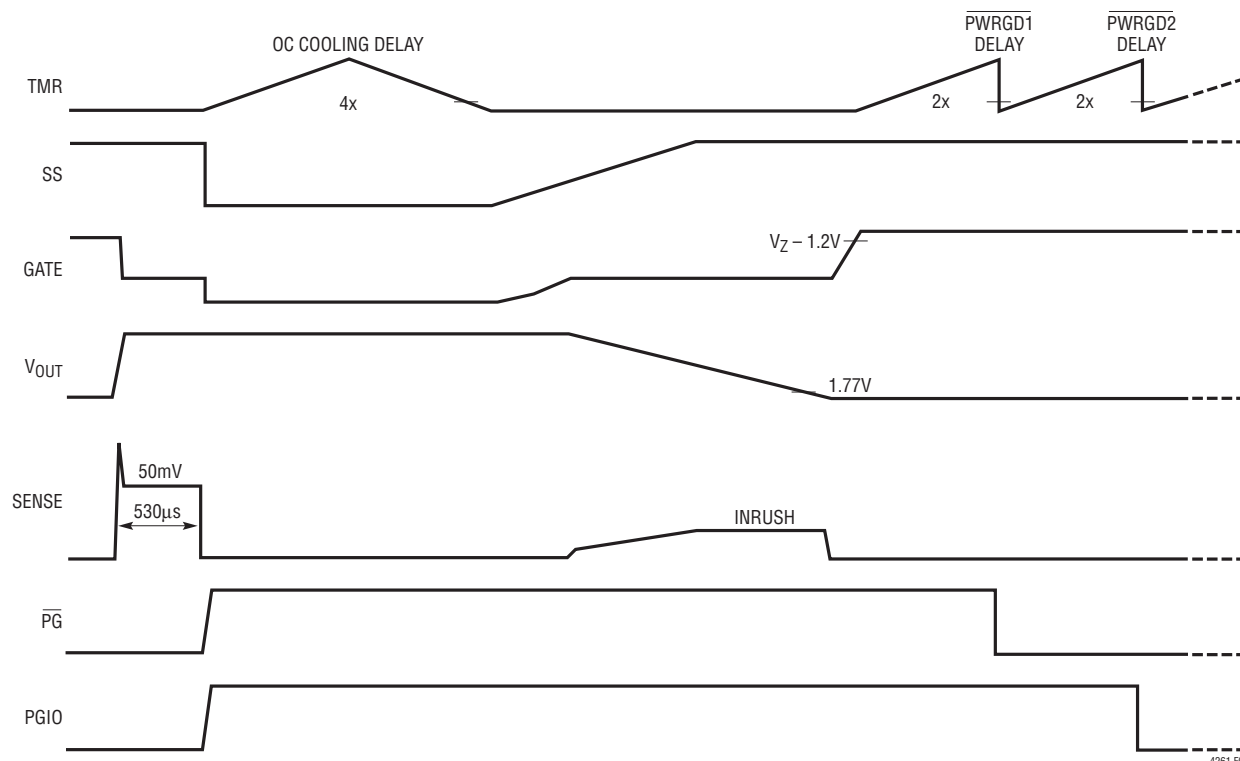 PWRGD1
DELAY
PWRGD2
DELAY
OC COOLING DELAY
TMR
4x
2x
2x
SS
VZ – 1.2V
GATE
VOUT
1.77V
50mV
SENSE
530µs
INRUSH
PG
PGIO